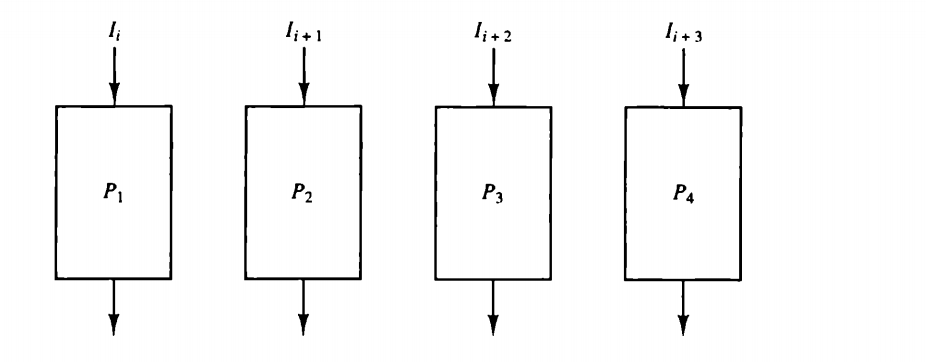 I_i I_{i+1} I_{i+2} I_{i+3}
P_1 P_2 P_3 P_4